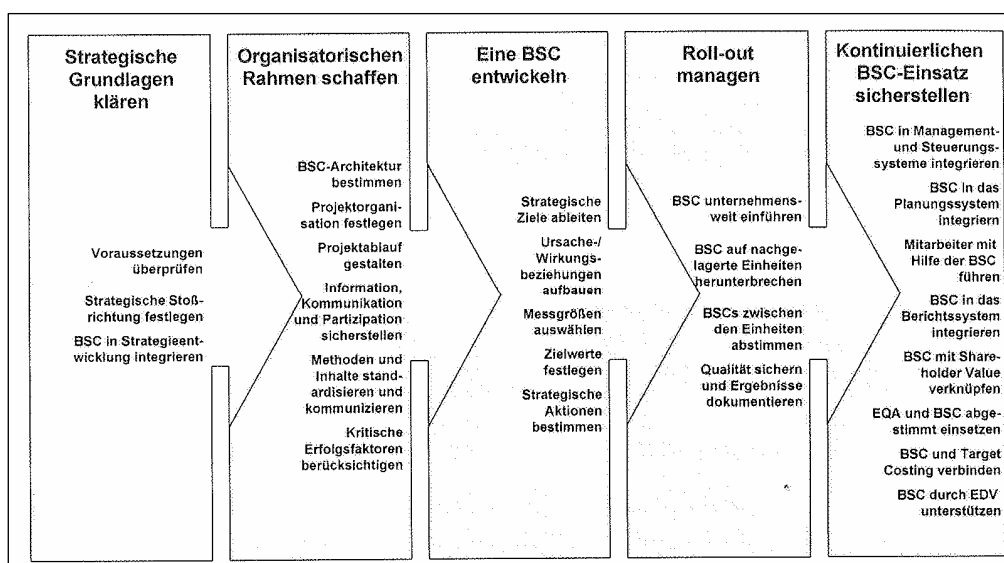 Strategische
Grundlagen
klären
Voraussetzungen
überprüfen
Strategische Stoß-
richtung festlegen
BSC in Strategieent-
wicklung integrieren
Organisatorischen
Rahmen schaffen
BSC-Architektur
bestimmen
Projektorgani-
sation festlegen
Projektablauf
gestalten
Information,
Kommunikation
und Partizipation
sicherstellen
Methoden und
Inhalte stand-
ardisieren und
kommunizieren
Kritische
Erfolgsfaktoren
berücksichtigen
Eine BSC
entwickeln
Strategische
Ziele ableiten
Ursache-/
Wirkungs-
beziehungen
aufbauen
Messgrößen
auswählen
Zielwerte
festlegen
Strategische
Aktionen
bestimmen
Roll-out
managen
BSC unternehmens-
weit einführen
BSC auf nachge-
lagerte Einheiten
herunterbrechen
BSCs zwischen
den Einheiten
abstimmen
Qualität sichern
und Ergebnisse
dokumentieren
Kontinuierlichen
BSC-Einsatz
sicherstellen
BSC in Management-
und Steuerungs-
systeme integrieren
BSC in das
Planungssystem
integriern
Mitarbeiter mit
Hilfe der BSC
führen
BSC in das
Berichtssystem
integrieren
BSC mit Share-
holder Value
verknüpfen
EQA und BSC abge-
stimmt einsetzen
BSC und Target
Costing verbinden
BSC durch EDV
unterstützen